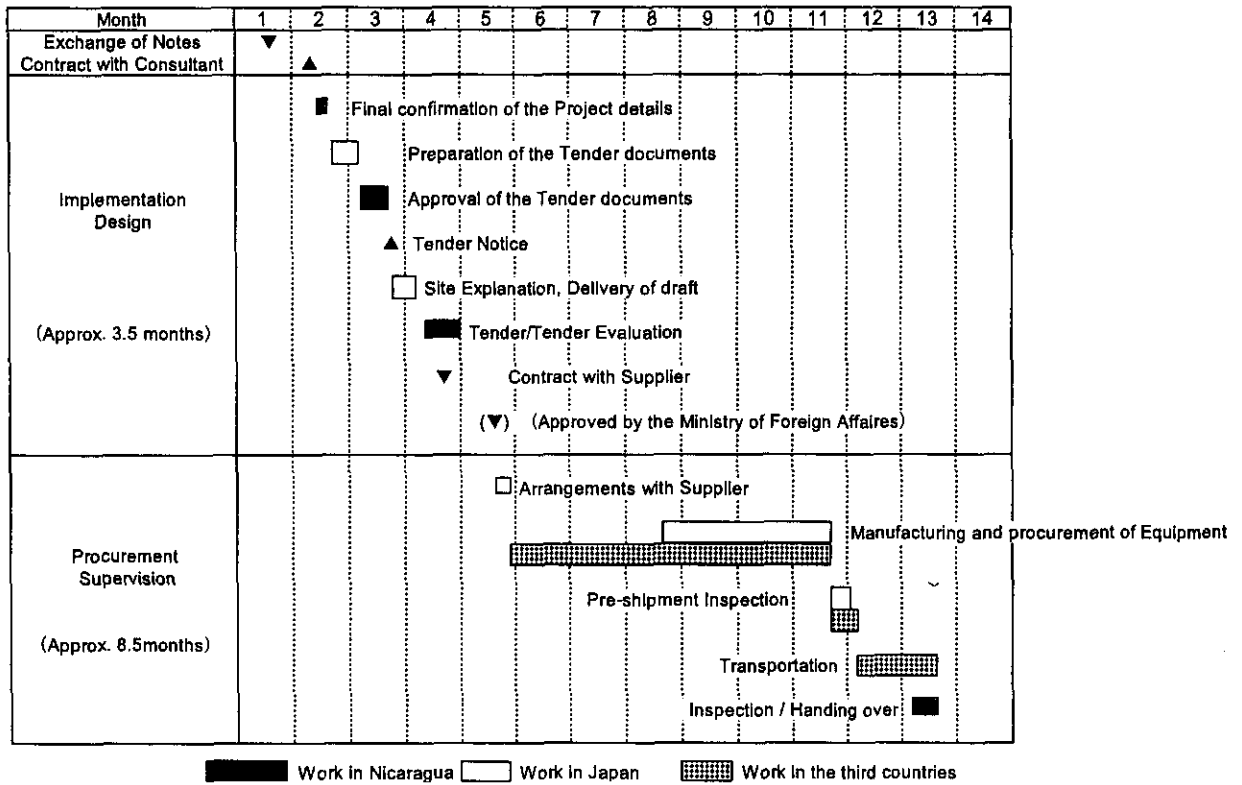 Month 1 2 3 4 5 6 7 8 9 10 11 12 13 14
Exchange of Notes
Contract with Consultant
Final confirmation of the Project details
Preparation of the Tender documents
Implementation
Design
Approval of the Tender documents
Tender Notice
Site Explanation, Delivery of draft
(Approx. 3.5 months)
Tender/Tender Evaluation
Contract with Supplier
(▼) (Approved by the Ministry of Foreign Affaires)
Arrangements with Supplier
Manufacturing and procurement of Equipment
Procurement
Supervision
Pre-shipment Inspection
(Approx. 8.5months)
Transportation
Inspection / Handing over
Work in Nicaragua Work in Japan Work in the third countries